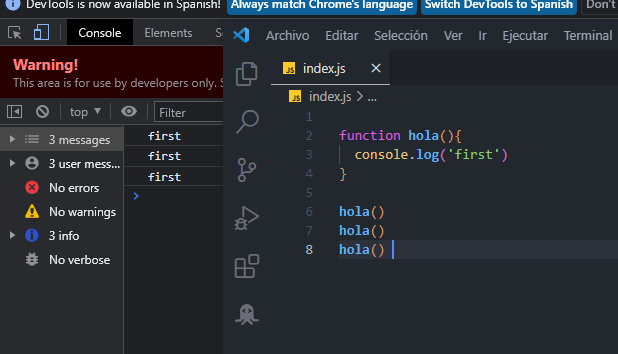 DevTools is now available in Spanish!
Always match Chrome's language
Switch DevTools to Spanish
Don't
Console
Elements
Warning!
This area is for use by developers only. S
top
Filter
3 messages
3 user mess...
No errors
No warnings
3 info
No verbose
first
first
first
Archivo Editar Selección Ver Ir Ejecutar Terminal
JS index.js
JS index.js > ...
1
2 function hola(){
3 console.log('first')
4 }
5
6 hola()
7 hola()
8 hola()